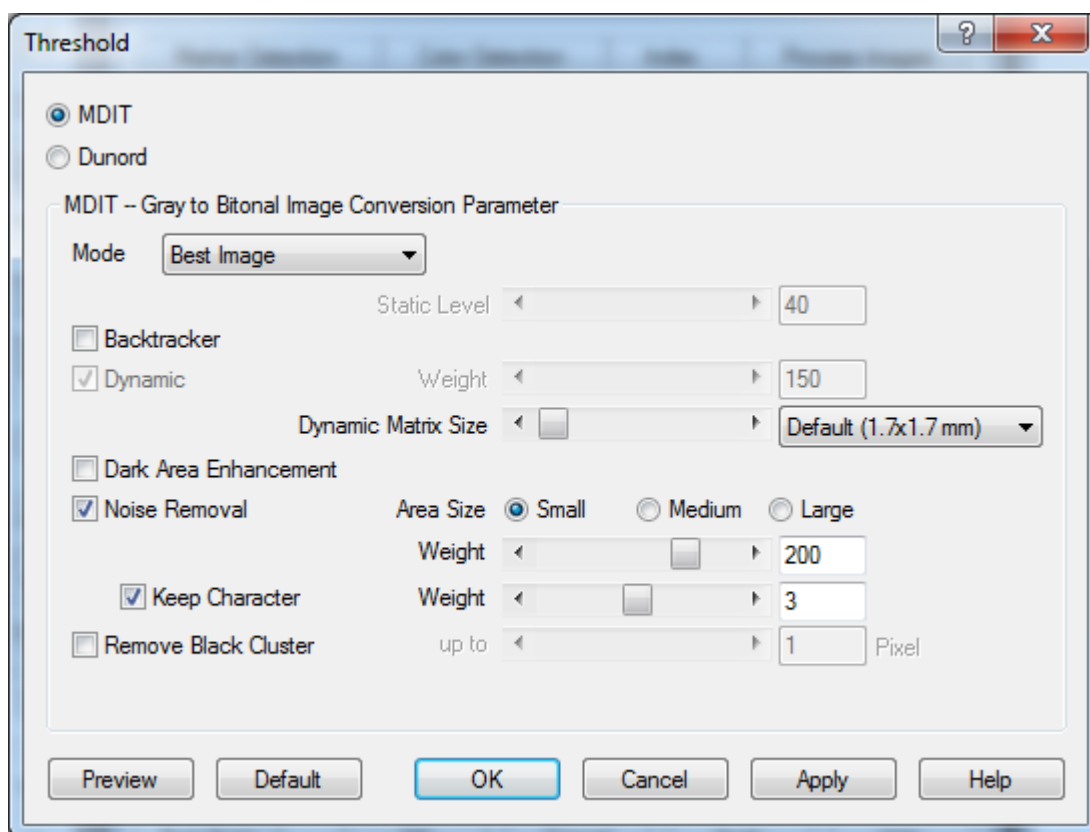 Threshold
MDIT
Dunord
MDIT -- Gray to Bitonal Image Conversion Parameter
Mode Best Image
Static Level 40
Backtracker
Dynamic Weight 150
Dynamic Matrix Size Default (1.7x1.7 mm)
Dark Area Enhancement
Noise Removal Area Size Small Medium Large
Weight 200
Keep Character Weight 3
Remove Black Cluster up to 1 Pixel
Preview Default OK Cancel Apply Help